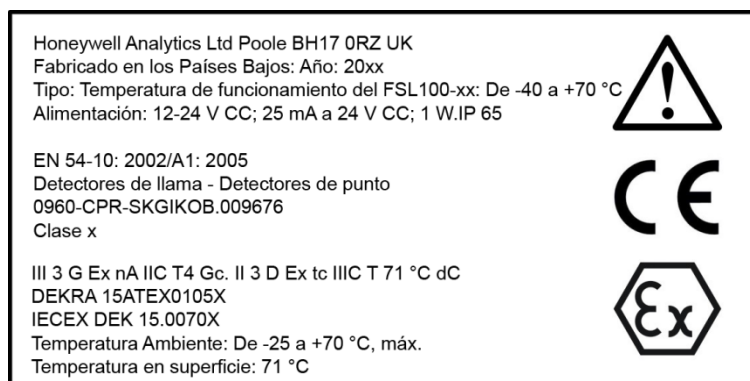 Honeywell Analytics Ltd Poole BH17 0RZ UK
Fabricado en los Países Bajos: Año: 20xx
Tipo: Temperatura de funcionamiento del FSL100-xx: De -40 a +70 °C
Alimentación: 12-24 V CC; 25 mA a 24 V CC; 1 W.IP 65
EN 54-10: 2002/A1: 2005
Detectores de llama - Detectores de punto
0960-CPR-SKGIKOB.009676
Clase x
III 3 G Ex nA IIC T4 Gc. II 3 D Ex tc IIIC T 71 °C dC
DEKRA 15ATEX0105X
IECEX DEK 15.0070X
Temperatura Ambiente: De -25 a +70 °C, máx.
Temperatura en superficie: 71 °C
!
CE
Ex